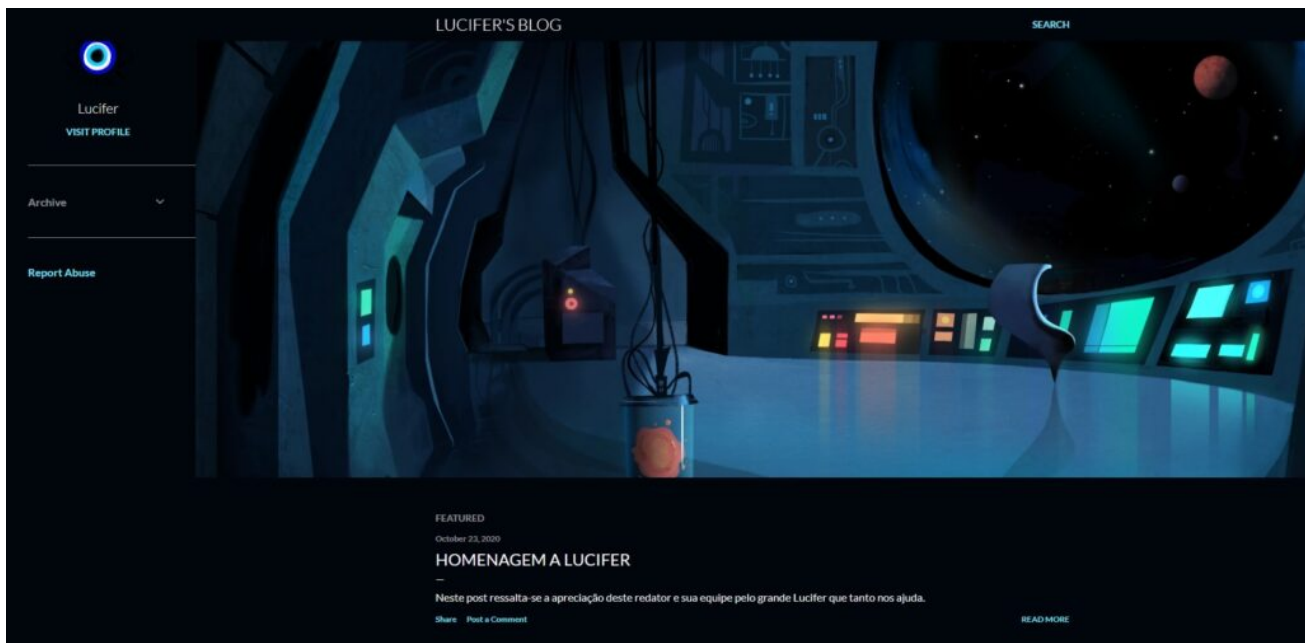 LUCIFER'S BLOG
SEARCH
Lucifer
VISIT PROFILE
Archive
Report Abuse
FEATURED
October 23, 2020
HOMENAGEM A LUCIFER
Neste post ressalta-se a apreciação deste redator e sua equipe pelo grande Lucifer que tanto nos ajuda.
Share Post a Comment READ MORE